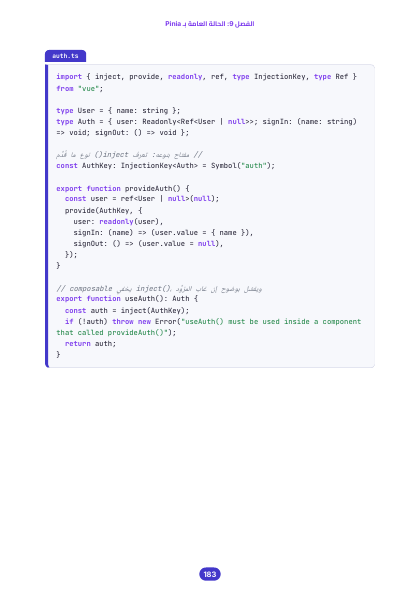 الفصل 9: الحالة العامة بـ Pinia
auth.ts
import { inject, provide, readonly, ref, type InjectionKey, type Ref }
from "vue";
type User = { name: string };
type Auth = { user: Readonly<Ref<User | null>>; signIn: (name: string)
=> void; signOut: () => void };
// مفتاح بنوعه: تعرف inject() نوع ما قُدّم
const AuthKey: InjectionKey<Auth> = Symbol("auth");
export function provideAuth() {
const user = ref<User | null>(null);
provide(AuthKey, {
user: readonly(user),
signIn: (name) => (user.value = { name }),
signOut: () => (user.value = null),
});
}
// composable يخفي inject()، ويفشل بوضوح إن غاب المزوّد
export function useAuth(): Auth {
const auth = inject(AuthKey);
if (!auth) throw new Error("useAuth() must be used inside a component
that called provideAuth()");
return auth;
}
183